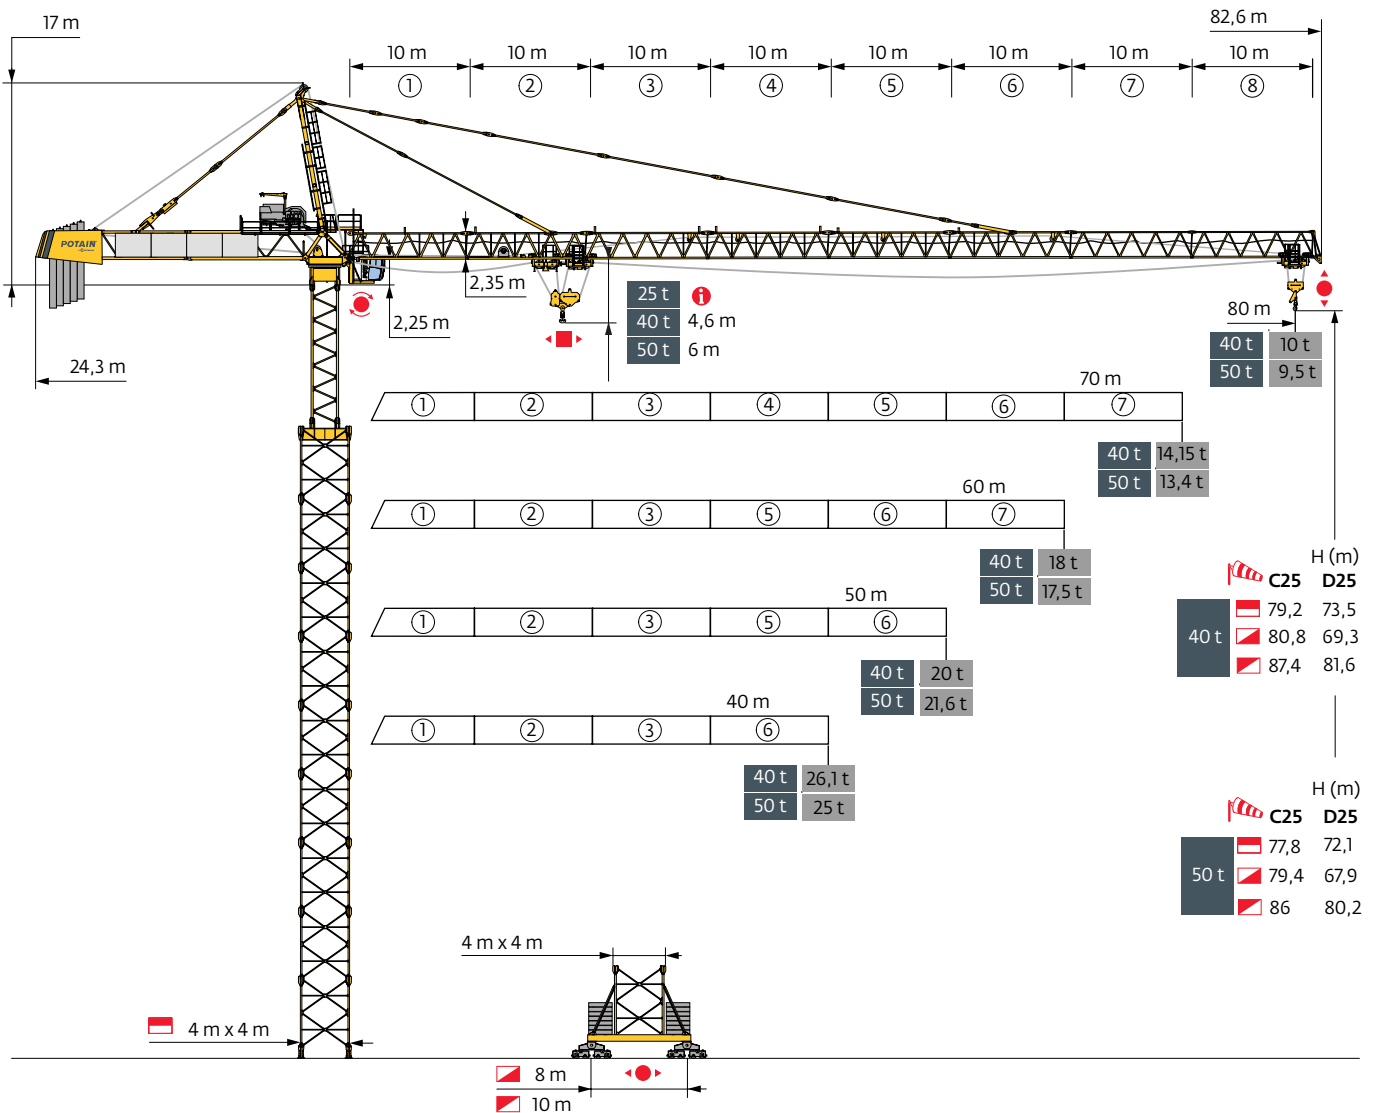 17 m
82,6 m
10 m 10 m 10 m 10 m 10 m 10 m 10 m 10 m
① ② ③ ④ ⑤ ⑥ ⑦ ⑧
POTAIN
2,35 m
2,25 m
24,3 m
25 t i
40 t 4,6 m
50 t 6 m
80 m
40 t 10 t
50 t 9,5 t
70 m
① ② ③ ④ ⑤ ⑥ ⑦
40 t 14,15 t
50 t 13,4 t
60 m
① ② ③ ⑤ ⑥ ⑦
40 t 18 t
50 t 17,5 t
50 m
① ② ③ ⑤ ⑥
40 t 20 t
50 t 21,6 t
40 m
① ② ③ ⑥
40 t 26,1 t
50 t 25 t
H (m)
C25 D25
79,2 73,5
40 t 80,8 69,3
87,4 81,6
H (m)
C25 D25
77,8 72,1
50 t 79,4 67,9
86 80,2
4 m x 4 m
4 m x 4 m
8 m
10 m